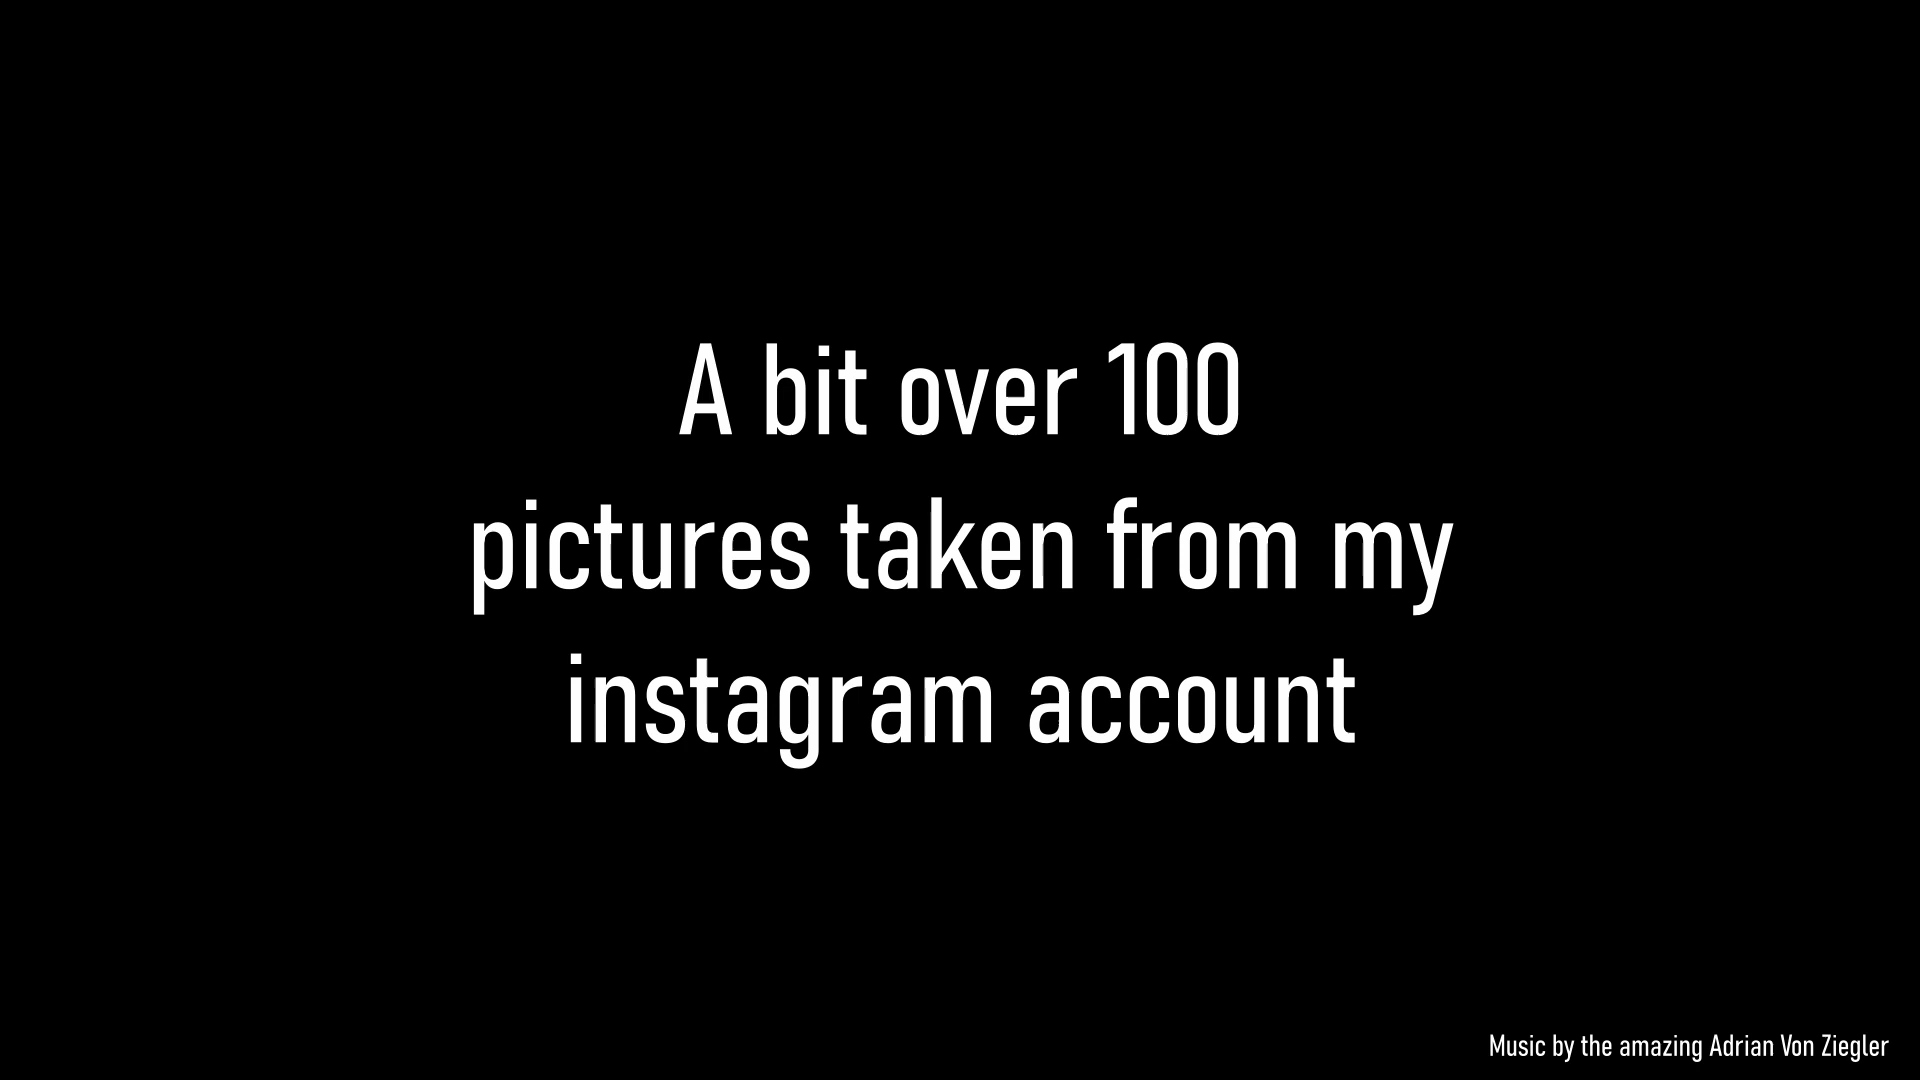 A bit over 100
pictures taken from my
instagram account
Music by the amazing Adrian Von Ziegler